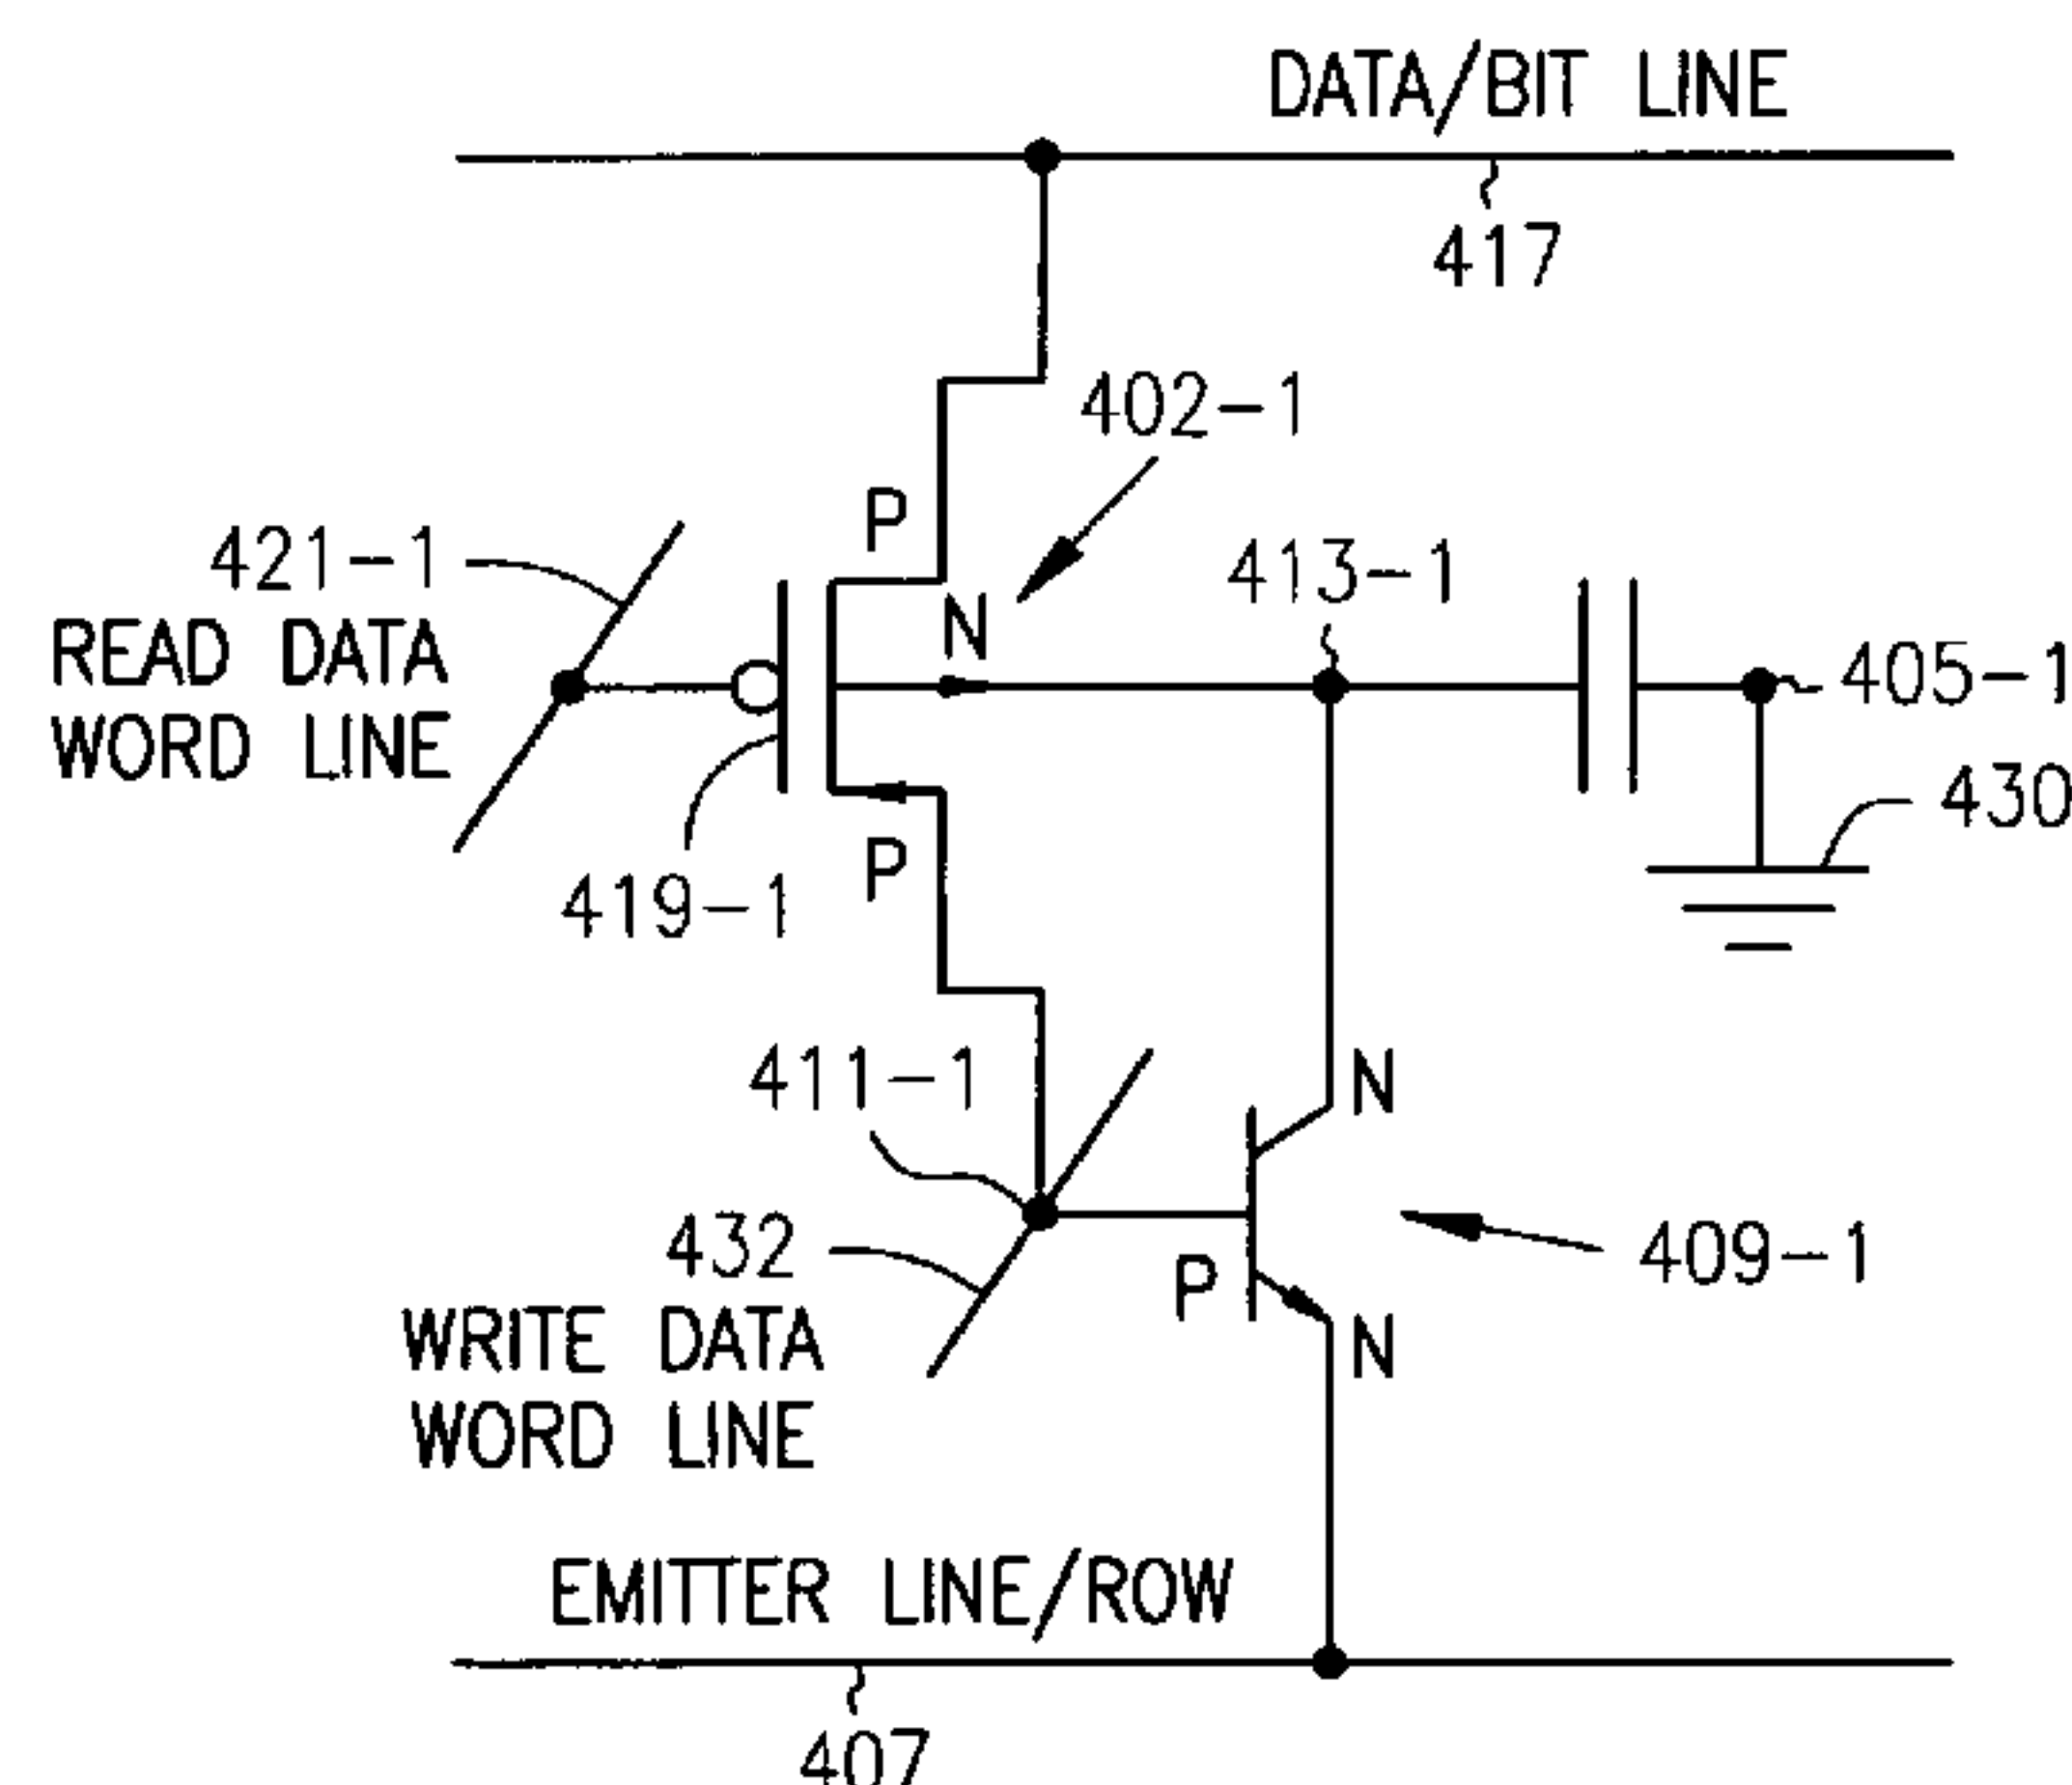 DATA/BIT LINE
417
402-1
P
421-1
413-1
N
READ DATA
WORD LINE
405-1
430
P
419-1
411-1
N
432
409-1
P
WRITE DATA
WORD LINE
N
EMITTER LINE/ROW
407